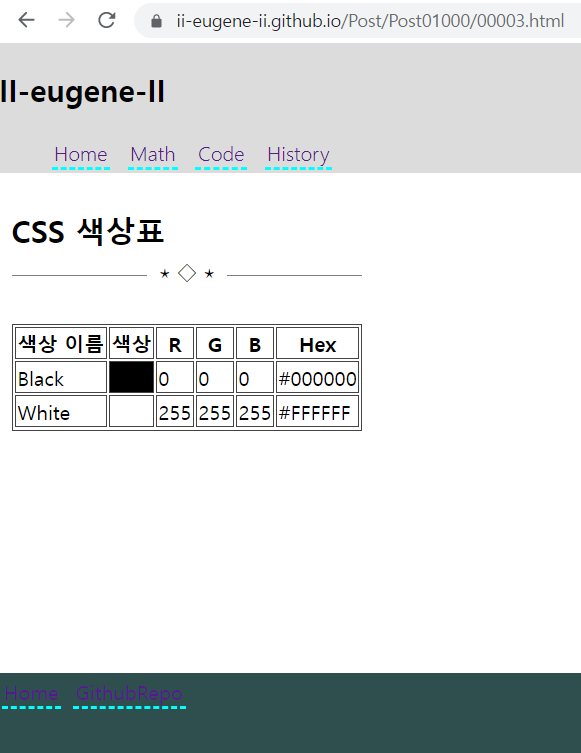 ii-eugene-ii.github.io/Post/Post01000/00003.html
II-eugene-II
Home Math Code History
CSS 색상표
⋆ ◇ ⋆
색상 이름 색상 R G B Hex
Black 0 0 0 #000000
White 255 255 255 #FFFFFF
Home GithubRepo